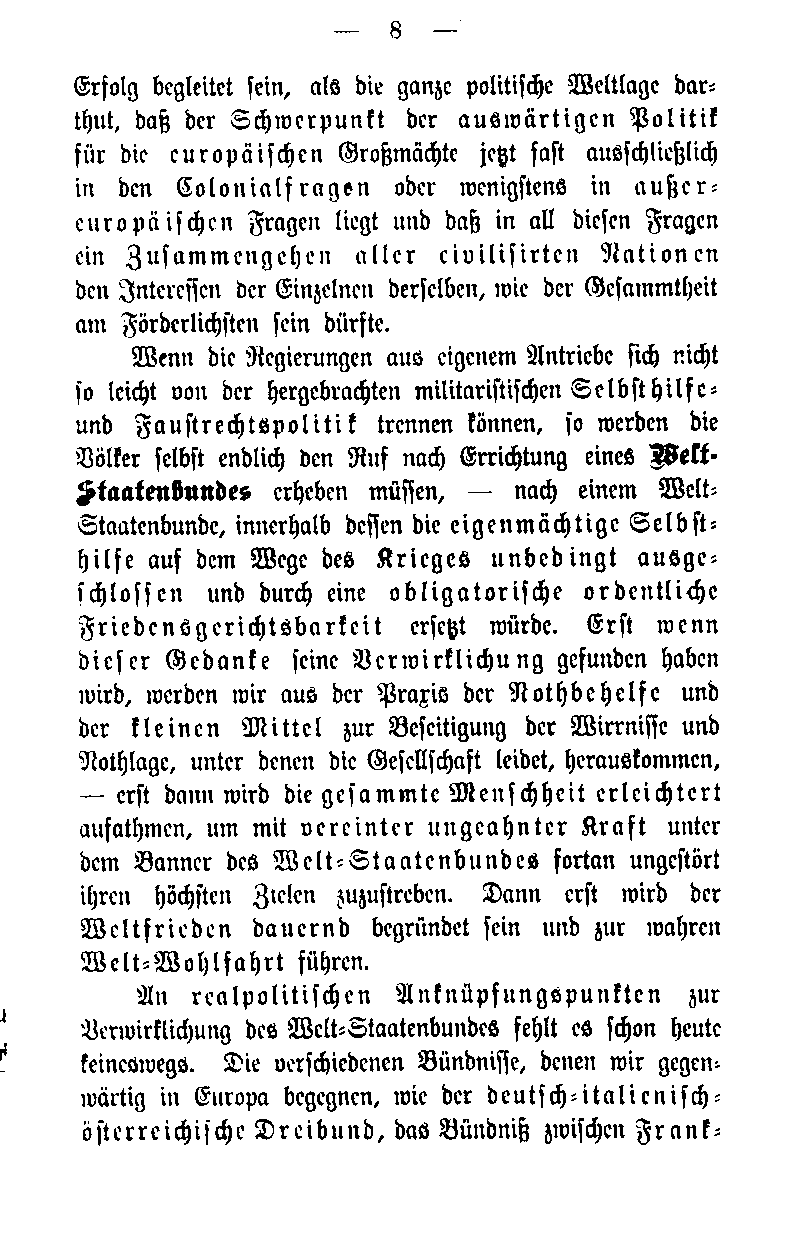 — 8 —
Erfolg begleitet sein, als die ganze politische Weltlage dar-
thut, daß der Schwerpunkt der auswärtigen Politik
für die europäischen Großmächte jetzt fast ausschließlich
in den Colonialfragen oder wenigstens in außer-
europäischen Fragen liegt und daß in all diesen Fragen
ein Zusammengehen aller civilisirten Nationen
den Interessen der Einzelnen derselben, wie der Gesammtheit
am Förderlichsten sein dürfte.
Wenn die Regierungen aus eigenem Antriebe sich nicht
so leicht von der hergebrachten militaristischen Selbsthilfe-
und Faustrechtspolitik trennen können, so werden die
Völker selbst endlich den Ruf nach Errichtung eines Welt-
Staatenbundes erheben müssen, — nach einem Welt-
Staatenbunde, innerhalb dessen die eigenmächtige Selbst-
hilfe auf dem Wege des Krieges unbedingt ausge-
schlossen und durch eine obligatorische ordentliche
Friedensgerichtsbarkeit ersetzt würde. Erst wenn
dieser Gedanke seine Verwirklichung gefunden haben
wird, werden wir aus der Praxis der Nothbehelfe und
der kleinen Mittel zur Beseitigung der Wirrnisse und
Nothlage, unter denen die Gesellschaft leidet, herauskommen,
— erst dann wird die gesammte Menschheit erleichtert
aufathmen, um mit vereinter ungeahnter Kraft unter
dem Banner des Welt-Staatenbundes fortan ungestört
ihren höchsten Zielen zuzustreben. Dann erst wird der
Weltfrieden dauernd begründet sein und zur wahren
Welt-Wohlfahrt führen.
An realpolitischen Anknüpfungspunkten zur
Verwirklichung des Welt-Staatenbundes fehlt es schon heute
keineswegs. Die verschiedenen Bündnisse, denen wir gegen-
wärtig in Europa begegnen, wie der deutsch-italienisch-
österreichische Dreibund, das Bündniß zwischen Frank-